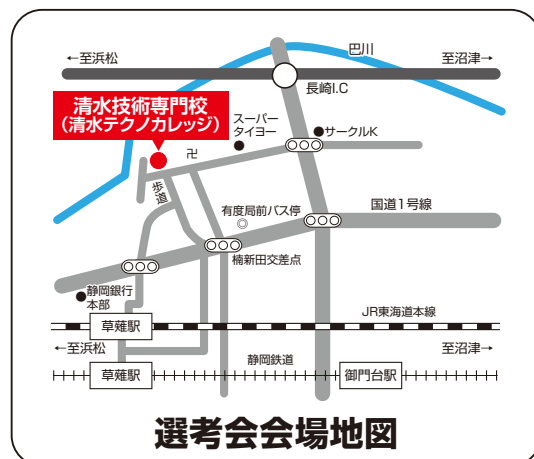 巴川
←至浜松
至沼津→
長崎I.C
清水技術専門校
(清水テクノカレッジ)
スーパー
タイヨー
サークルK
卍
歩道
有度局前バス停
国道1号線
楠新田交差点
静岡銀行
本部
JR東海道本線
草薙駅
←至浜松
至沼津→
静岡鉄道
草薙駅
御門台駅
選考会会場地図